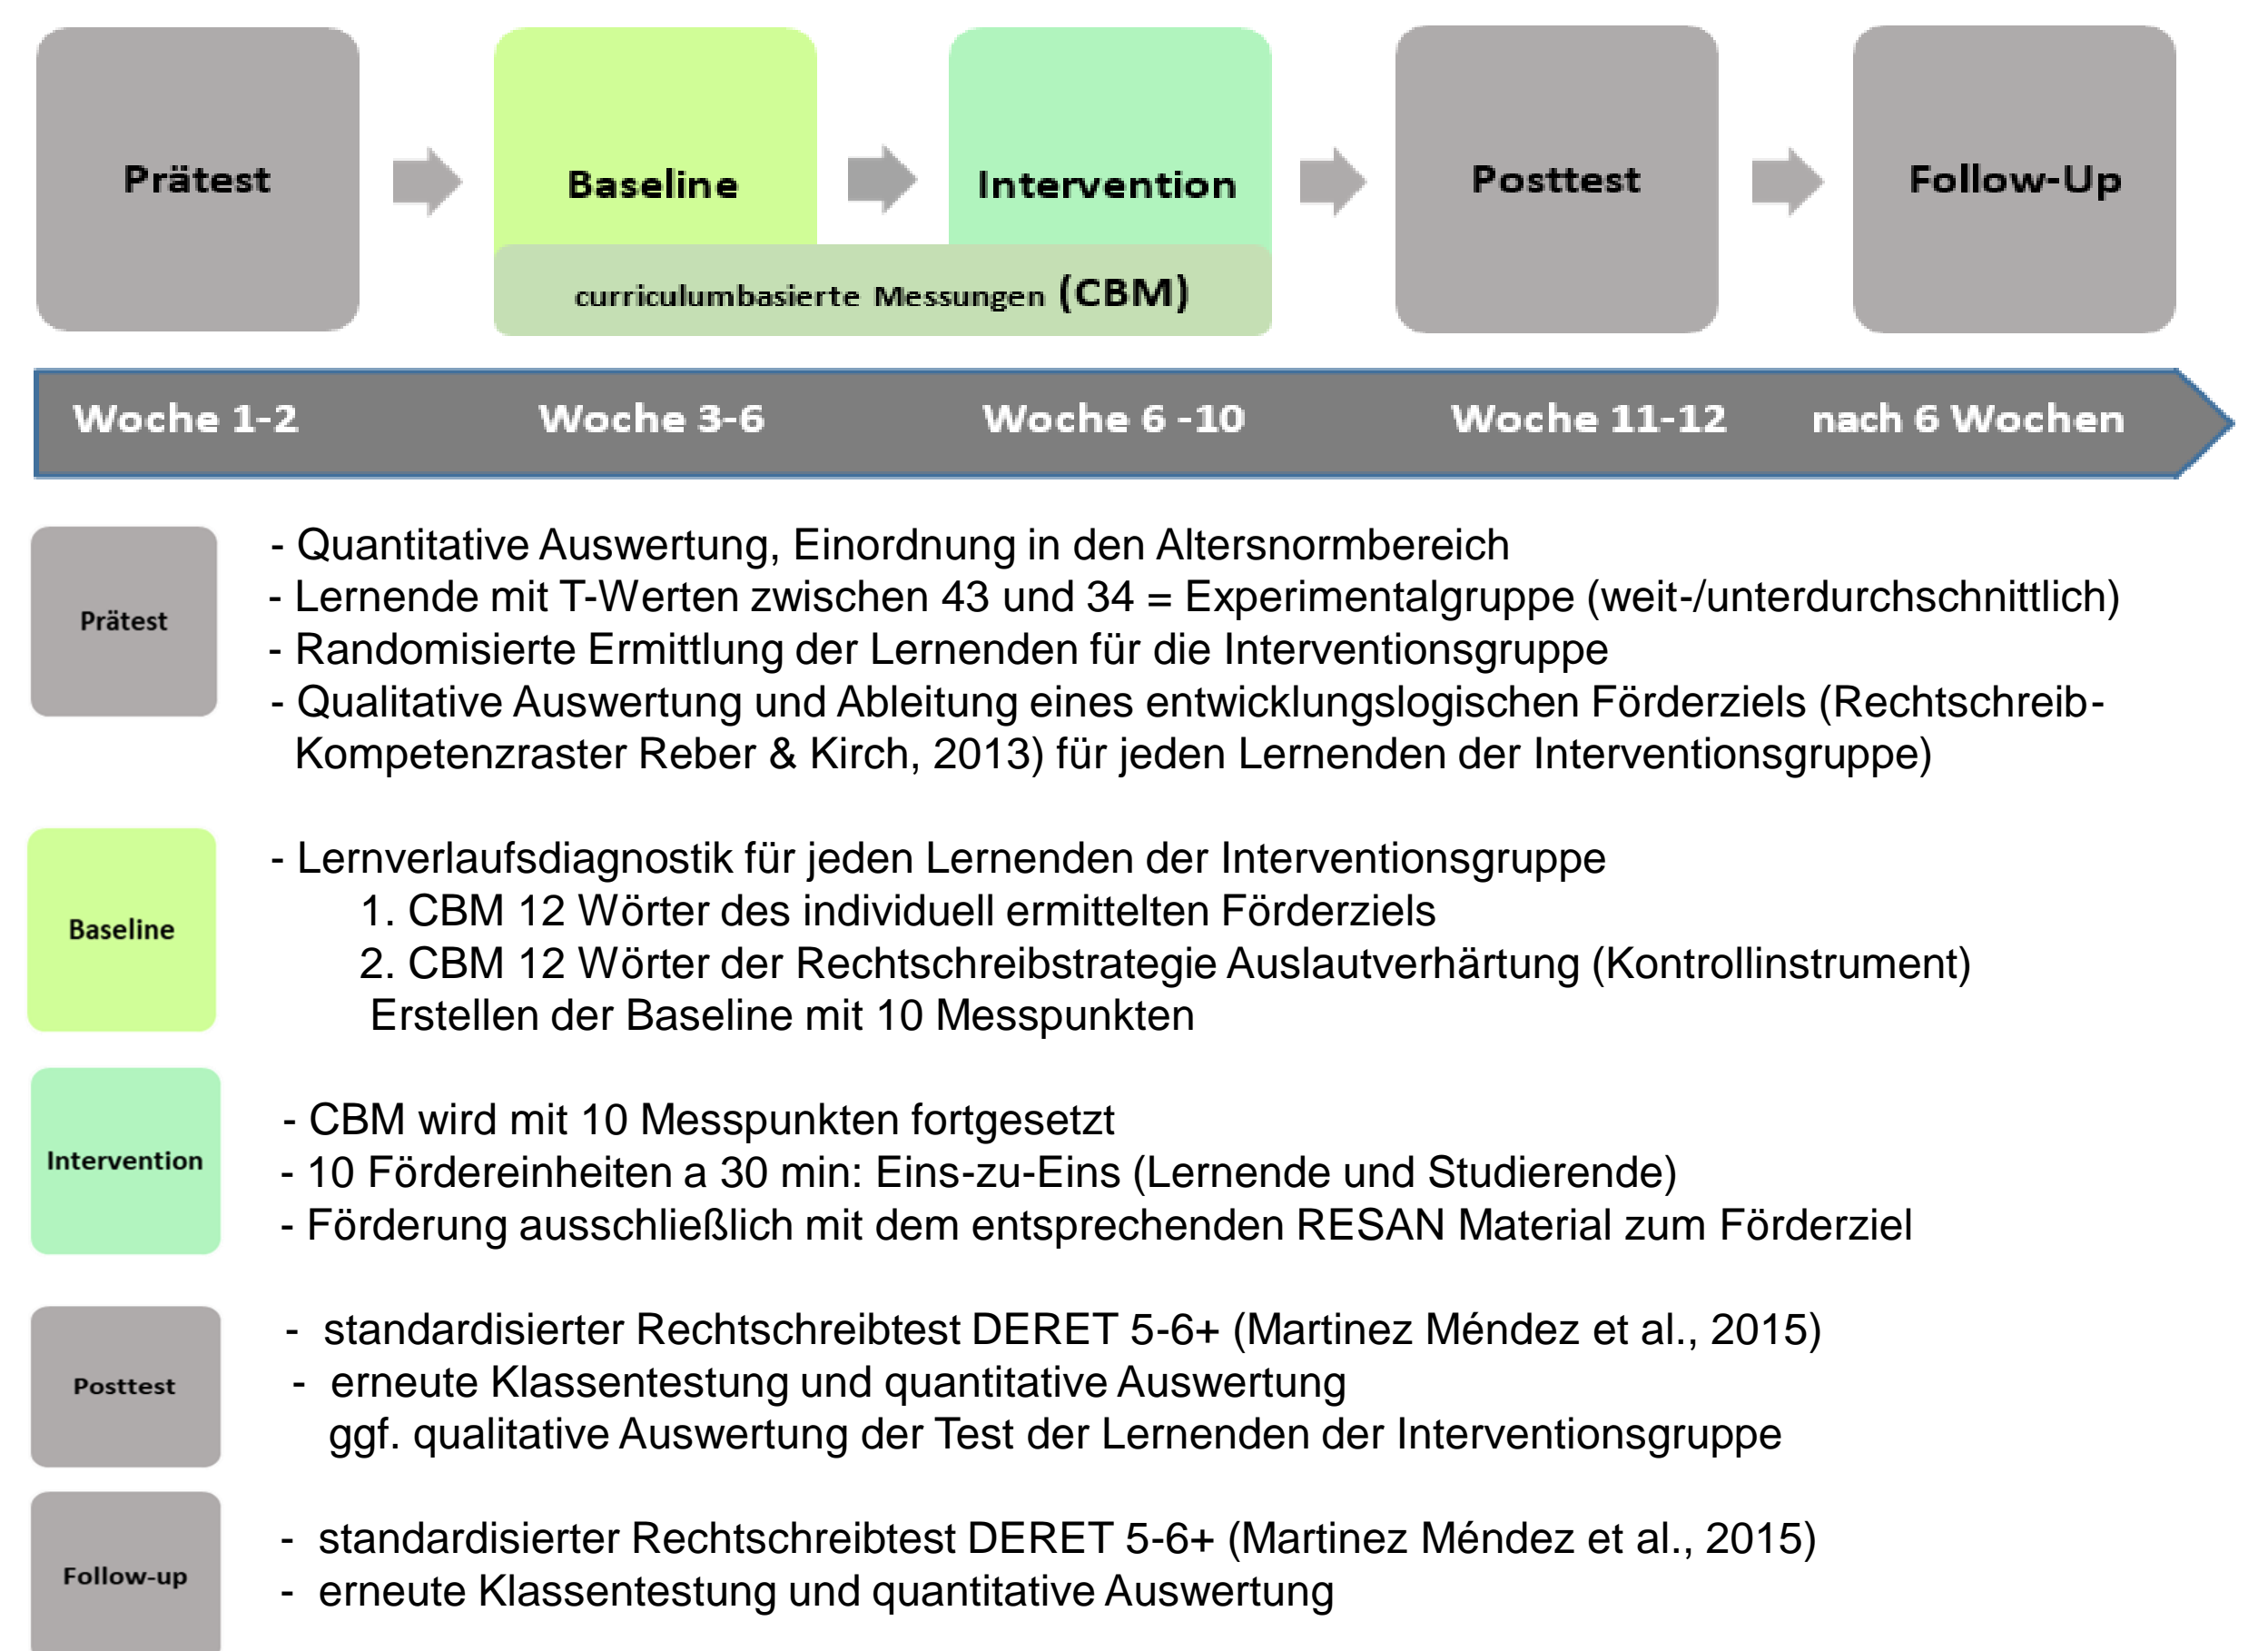 Prätest
Baseline
Intervention
Posttest
Follow-Up
curriculumbasierte Messungen (CBM)
Woche 1-2
Woche 3-6
Woche 6 -10
Woche 11-12
nach 6 Wochen
Prätest
- Quantitative Auswertung, Einordnung in den Altersnormbereich
- Lernende mit T-Werten zwischen 43 und 34 = Experimentalgruppe (weit-/unterdurchschnittlich)
- Randomisierte Ermittlung der Lernenden für die Interventionsgruppe
- Qualitative Auswertung und Ableitung eines entwicklungslogischen Förderziels (Rechtschreib-
Kompetenzraster Reber & Kirch, 2013) für jeden Lernenden der Interventionsgruppe)
Baseline
- Lernverlaufsdiagnostik für jeden Lernenden der Interventionsgruppe
1. CBM 12 Wörter des individuell ermittelten Förderziels
2. CBM 12 Wörter der Rechtschreibstrategie Auslautverhärtung (Kontrollinstrument)
Erstellen der Baseline mit 10 Messpunkten
Intervention
- CBM wird mit 10 Messpunkten fortgesetzt
- 10 Fördereinheiten a 30 min: Eins-zu-Eins (Lernende und Studierende)
- Förderung ausschließlich mit dem entsprechenden RESAN Material zum Förderziel
Posttest
- standardisierter Rechtschreibtest DERET 5-6+ (Martinez Méndez et al., 2015)
- erneute Klassentestung und quantitative Auswertung
ggf. qualitative Auswertung der Test der Lernenden der Interventionsgruppe
Follow-up
- standardisierter Rechtschreibtest DERET 5-6+ (Martinez Méndez et al., 2015)
- erneute Klassentestung und quantitative Auswertung